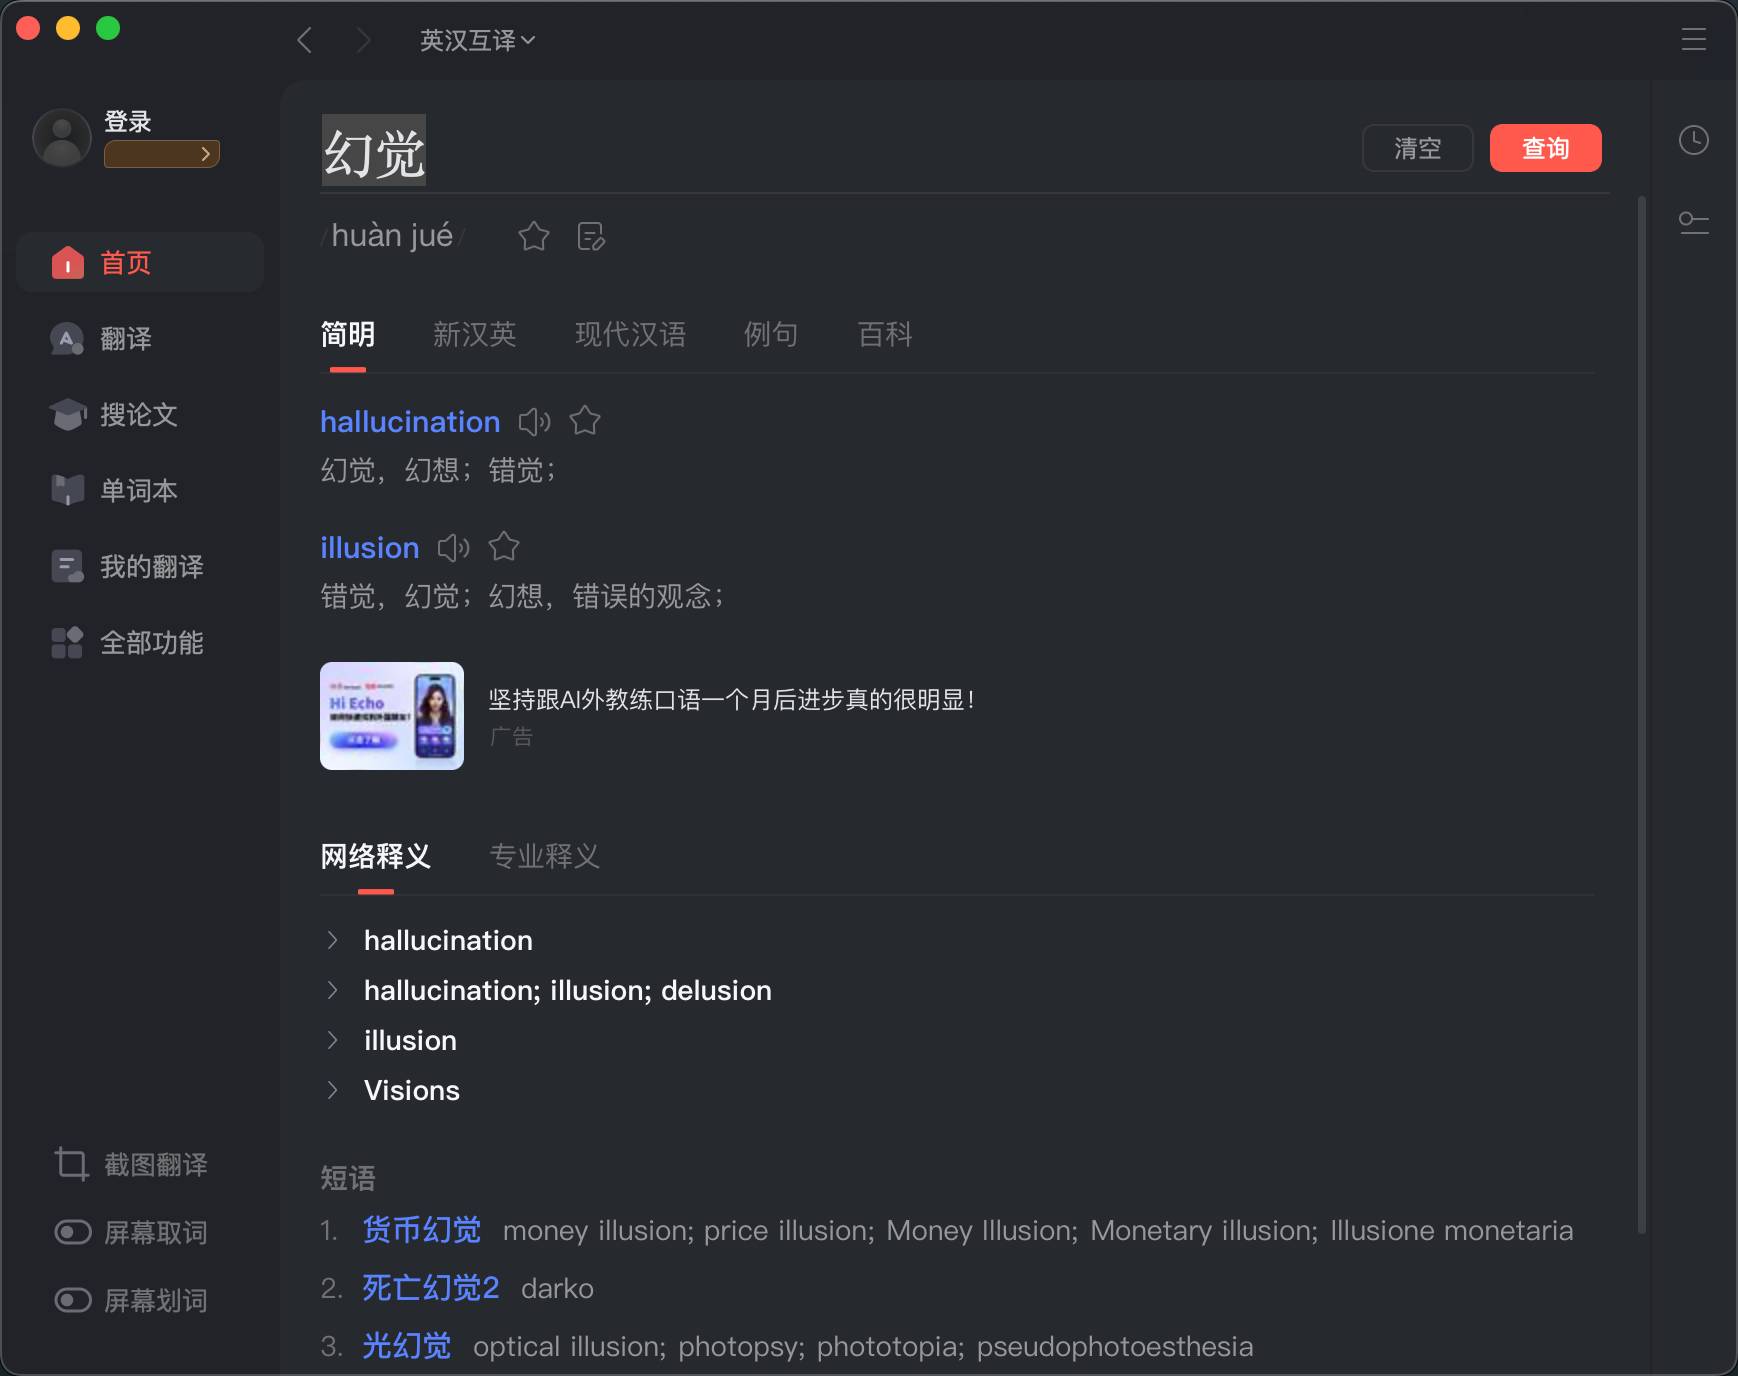 英汉互译
登录
首页
翻译
搜论文
单词本
我的翻译
全部功能
截图翻译
屏幕取词
屏幕划词
幻觉
清空
查询
/huàn jué/
简明 新汉英 现代汉语 例句 百科
hallucination
幻觉，幻想；错觉；
illusion
错觉，幻觉；幻想，错误的观念；
Hi Echo
坚持跟AI外教练口语一个月后进步真的很明显！
广告
网络释义 专业释义
hallucination
hallucination; illusion; delusion
illusion
Visions
短语
1. 货币幻觉 money illusion; price illusion; Money Illusion; Monetary illusion; Illusione monetaria
2. 死亡幻觉2 darko
3. 光幻觉 optical illusion; photopsy; phototopia; pseudophotoesthesia